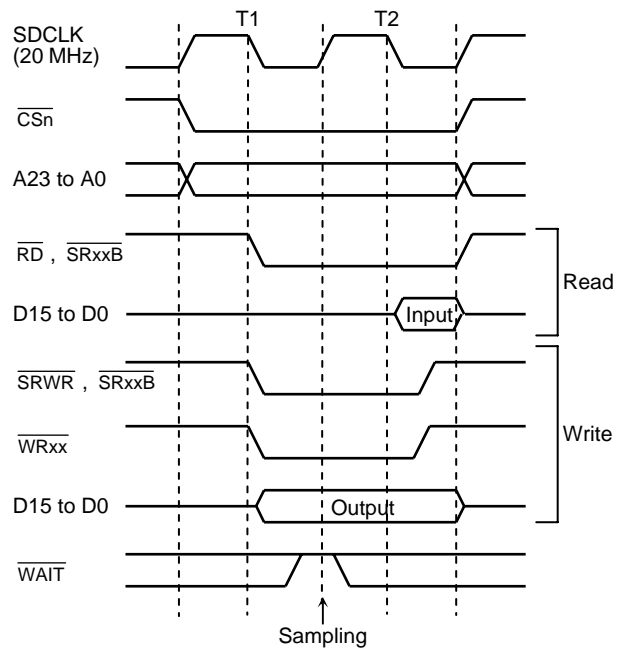 T1 T2
SDCLK
(20 MHz)
CSn
A23 to A0
RD , SRxxB
Read
D15 to D0 Input
SRWR , SRxxB
Write
WRxx
D15 to D0 Output
WAIT
Sampling